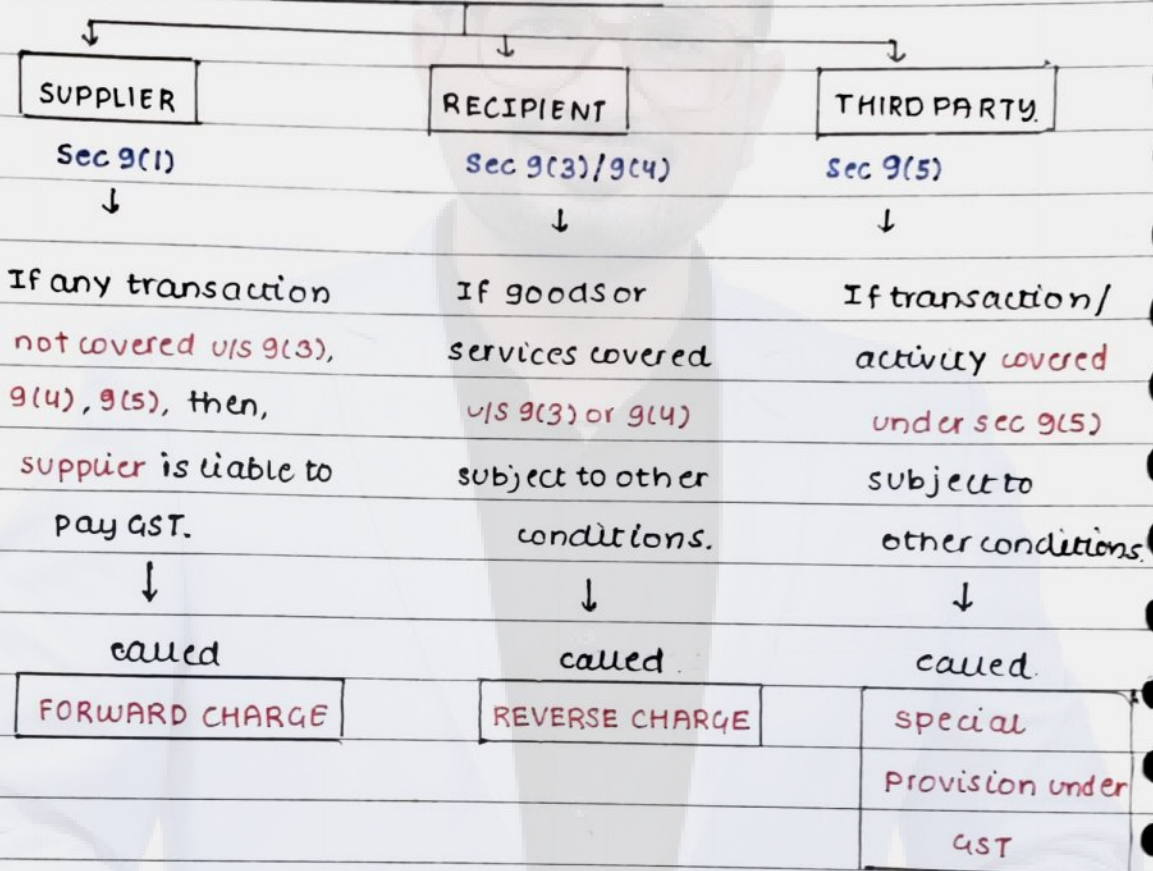 SUPPLIER
Sec 9(1)
If any transaction
not covered u/s 9(3),
9(4), 9(5), then,
supplier is liable to
pay GST.
called
FORWARD CHARGE
RECIPIENT
Sec 9(3)/9(4)
If goods or
services covered
u/s 9(3) or 9(4)
subject to other
conditions.
called.
REVERSE CHARGE
THIRD PARTY.
Sec 9(5)
If transaction/
activity covered
under sec 9(5)
subject to
other conditions.
called.
special
provision under
GST